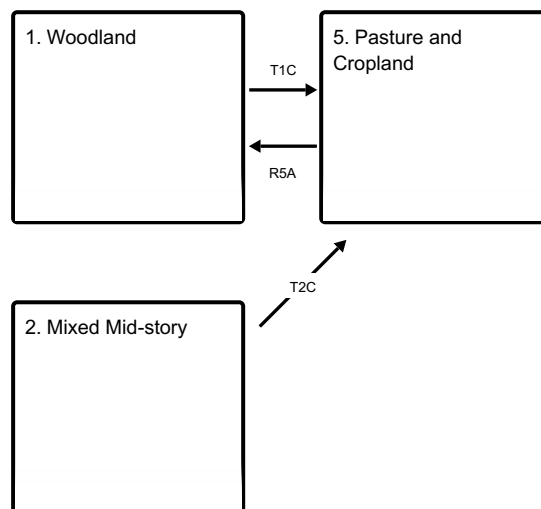 1. Woodland
5. Pasture and
Cropland
T1C
R5A
T2C
2. Mixed Mid-story